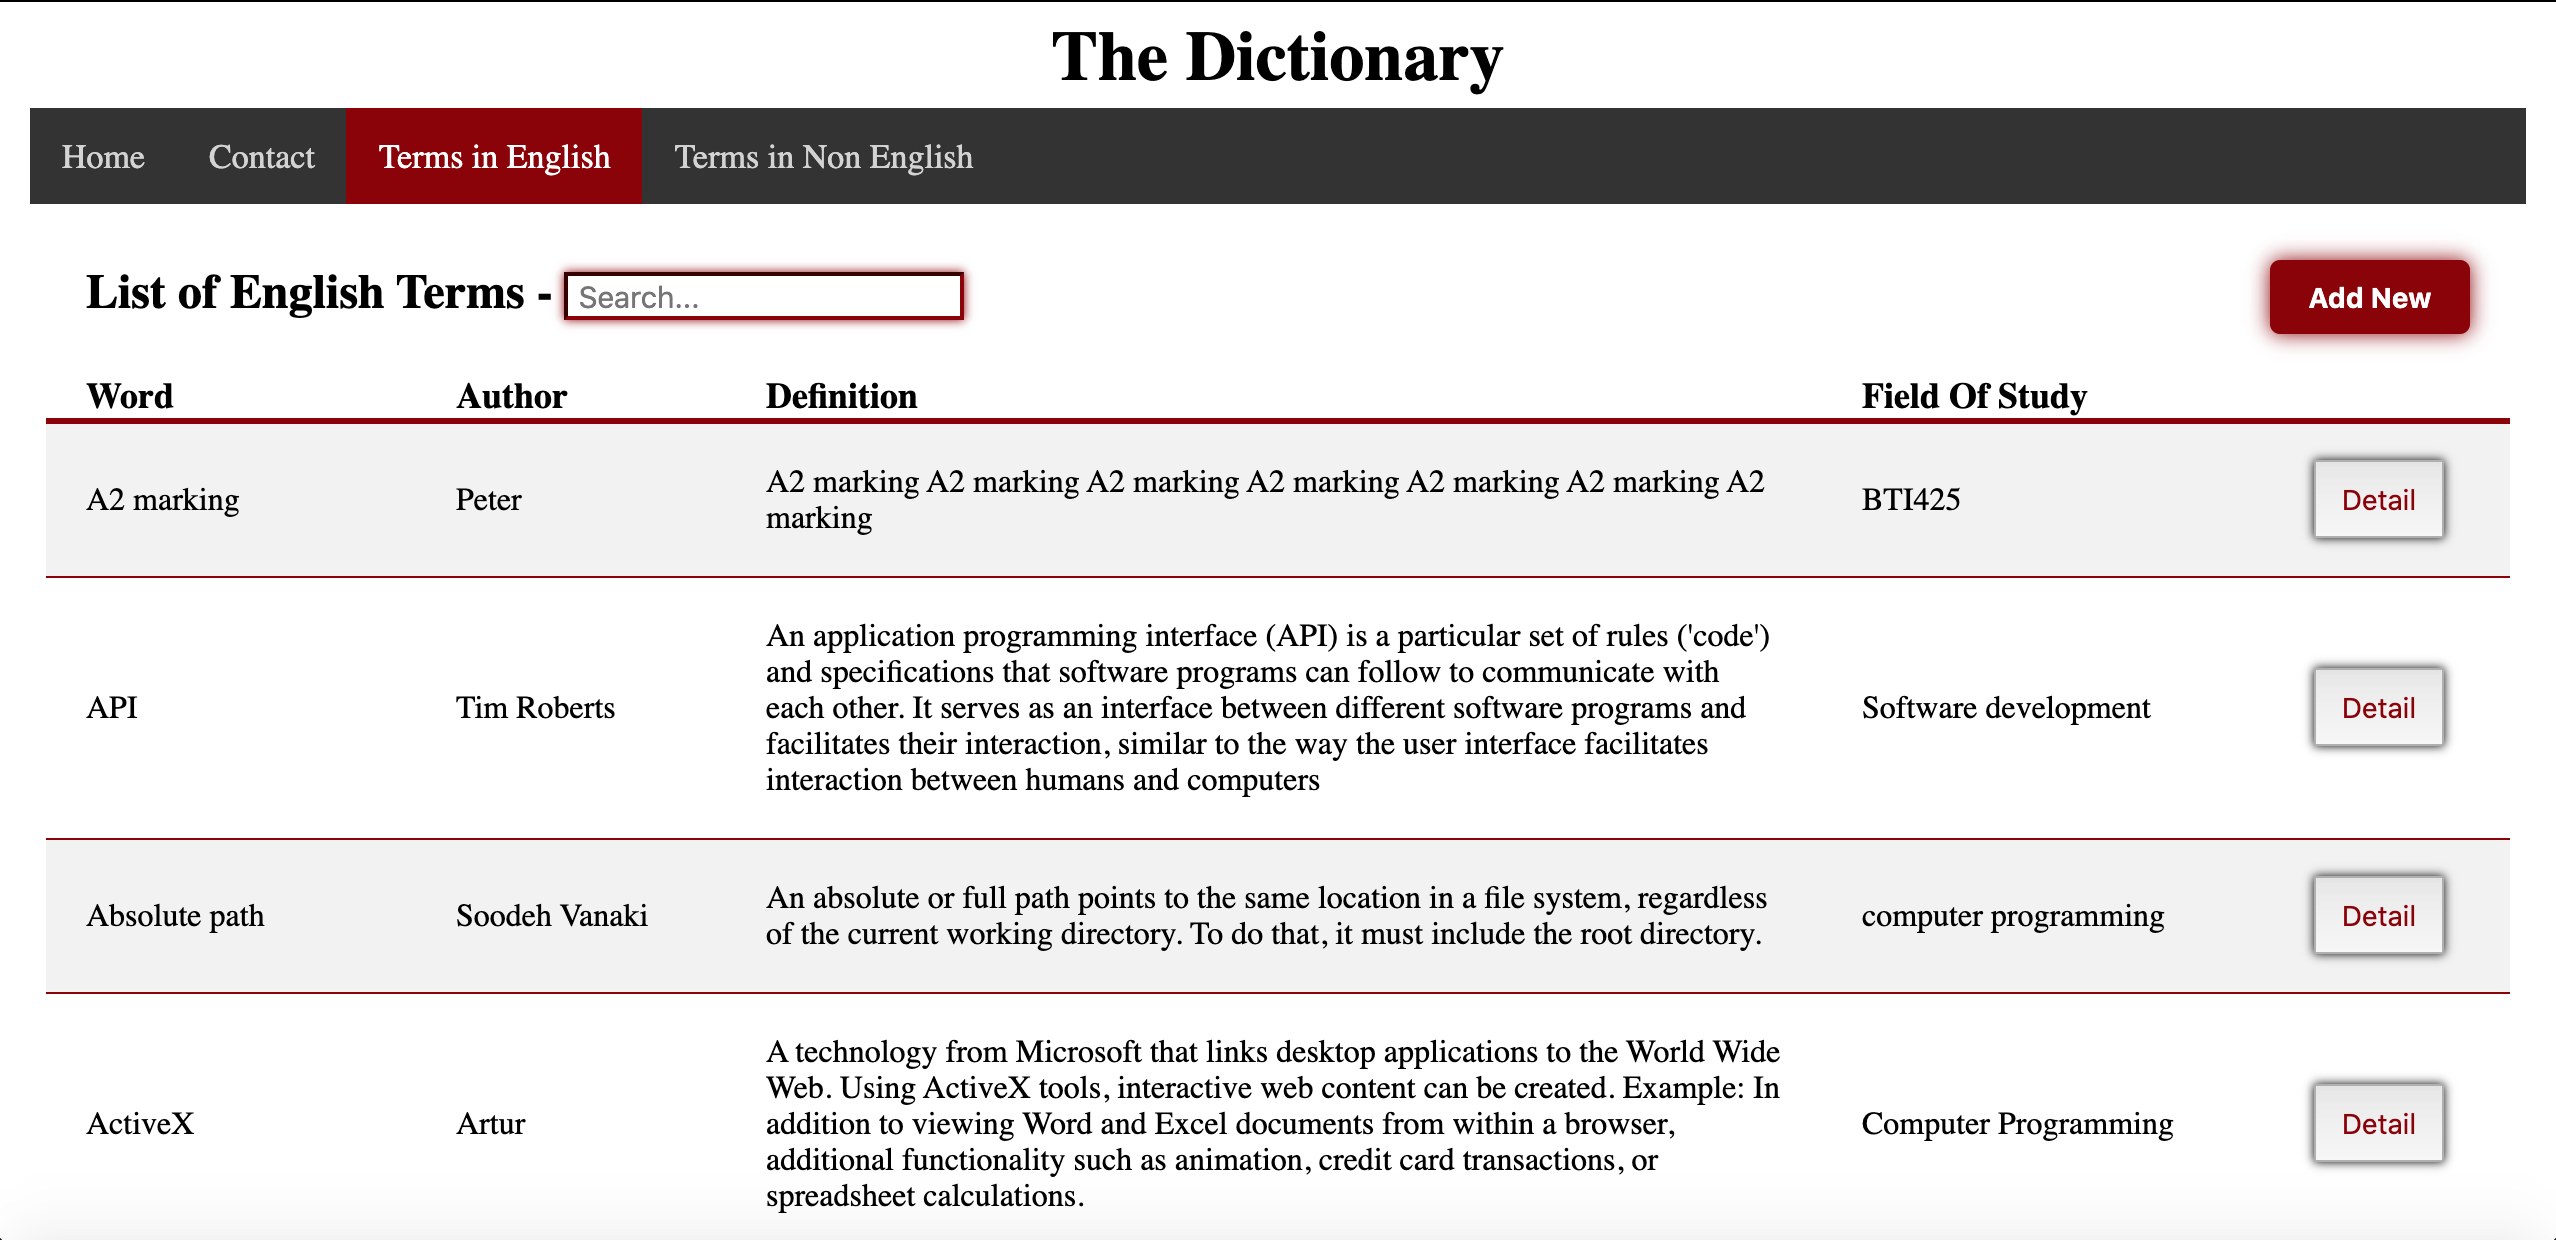 The Dictionary
Home Contact Terms in English Terms in Non English
List of English Terms - Search... Add New
Word Author Definition Field Of Study
A2 marking Peter A2 marking A2 marking A2 marking A2 marking A2 marking A2 marking A2
marking BTI425 Detail
API Tim Roberts An application programming interface (API) is a particular set of rules ('code')
and specifications that software programs can follow to communicate with
each other. It serves as an interface between different software programs and
facilitates their interaction, similar to the way the user interface facilitates
interaction between humans and computers Software development Detail
Absolute path Soodeh Vanaki An absolute or full path points to the same location in a file system, regardless
of the current working directory. To do that, it must include the root directory. computer programming Detail
ActiveX Artur A technology from Microsoft that links desktop applications to the World Wide
Web. Using ActiveX tools, interactive web content can be created. Example: In
addition to viewing Word and Excel documents from within a browser,
additional functionality such as animation, credit card transactions, or
spreadsheet calculations. Computer Programming Detail